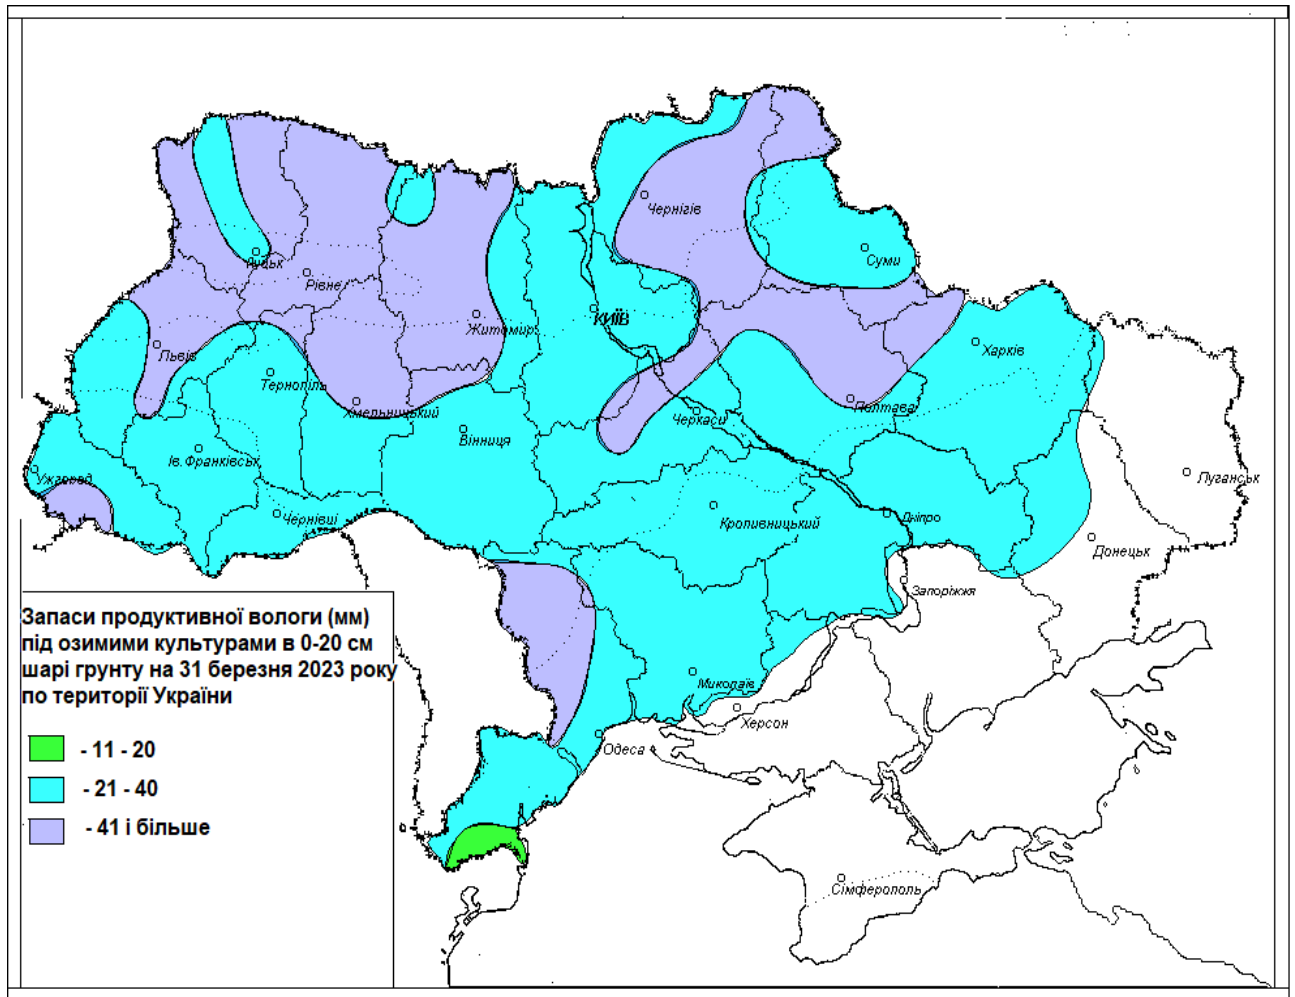 Чернігів
Суми
Луцьк
Рівне
Житомир
КИЇВ
Львів
Харків
Тернопіль
Хмельницький
Полтава
Черкаси
Вінниця
Ів.Франківськ
Ужгород
Луганськ
Чернівці
Кропивницький
Дніпро
Донецьк
Запоріжжя
Миколаїв
Херсон
Одеса
Сімферополь
Запаси продуктивної вологи (мм)
під озимими культурами в 0-20 см
шарі грунту на 31 березня 2023 року
по території України
- 11 - 20
- 21 - 40
- 41 і більше